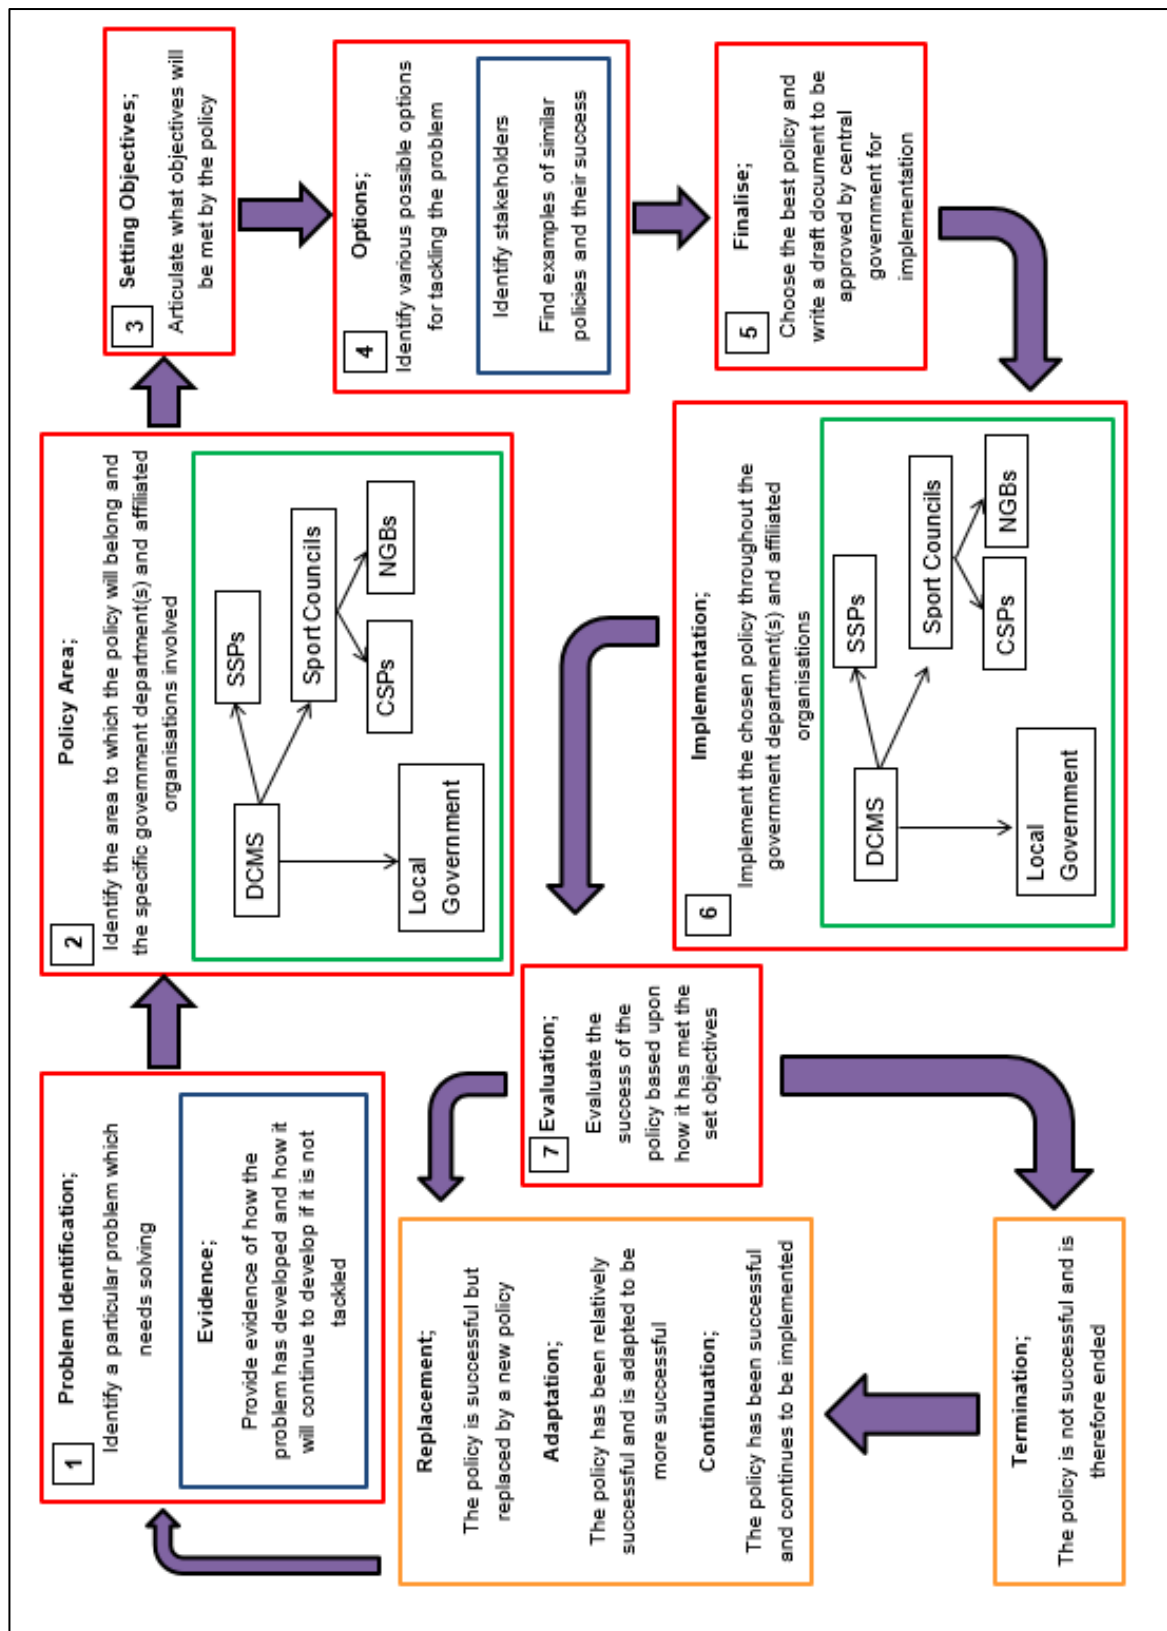 1
Problem Identification;
Identify a particular problem which
needs solving
Evidence;
Provide evidence of how the
problem has developed and how it
will continue to develop if it is not
tackled
2
Policy Area;
Identify the area to which the policy will belong and
the specific government department(s) and affiliated
organisations involved
DCMS
SSPs
Sport Councils
CSPs
NGBs
Local
Government
3
Setting Objectives;
Articulate what objectives will
be met by the policy
4
Options;
Identify various possible options
for tackling the problem
Identify stakeholders
Find examples of similar
policies and their success
5
Finalise;
Choose the best policy and
write a draft document to be
approved by central
government for
implementation
6
Implementation;
Implement the chosen policy throughout the
government department(s) and affiliated
organisations
DCMS
SSPs
Sport Councils
CSPs
NGBs
Local
Government
7
Evaluation;
Evaluate the
success of the
policy based upon
how it has met the
set objectives
Replacement;
The policy is successful but
replaced by a new policy
Adaptation;
The policy has been relatively
successful and is adapted to be
more successful
Continuation;
The policy has been successful
and continues to be implemented
Termination;
The policy is not successful and is
therefore ended